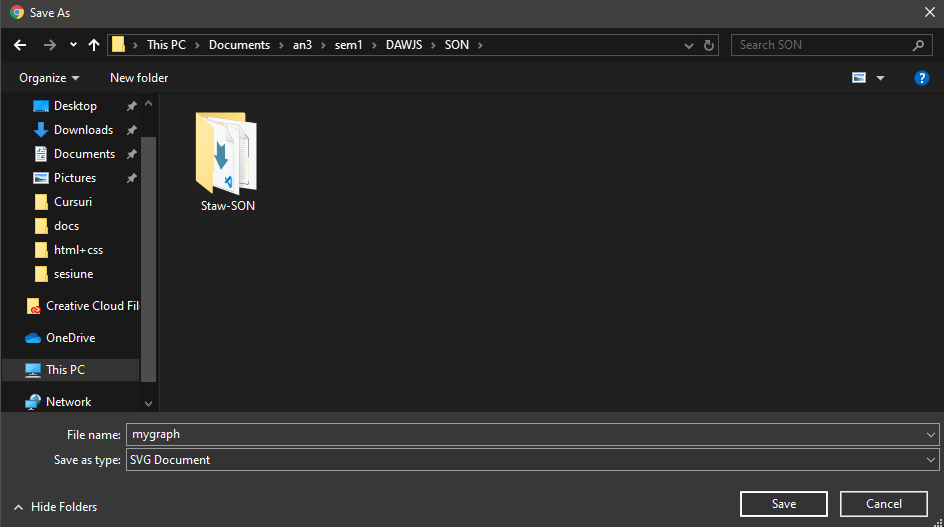 Save As
This PC > Documents > an3 > sem1 > DAWJS > SON >
Search SON
Organize
New folder
?
Desktop
Downloads
Documents
Pictures
Cursuri
docs
html+css
sesiune
Creative Cloud Fil
OneDrive
This PC
Network
Staw-SON
File name: mygraph
Save as type: SVG Document
Hide Folders
Save
Cancel